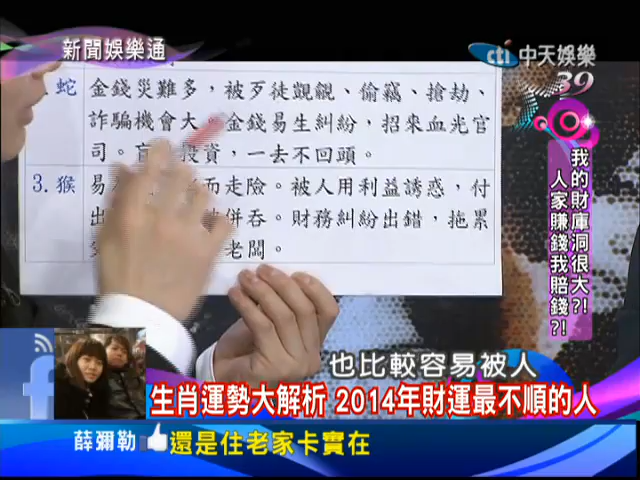 新聞娛樂通
cti 中天娛樂
39
蛇 金錢災難多，被歹徒覬覦、偷竊、搶劫、
詐騙機會大。金錢易生糾紛，招來血光官
司。盲 投資，一去不回頭。
3. 猴 易 而走險。被人用利益誘惑，付
出 併吞。財務糾紛出錯，拖累
老闆。
我的財庫洞很大?!
人家賺錢我賠錢?!
也比較容易被人
生肖運勢大解析 2014年財運最不順的人
薛彌勒 還是住老家卡實在